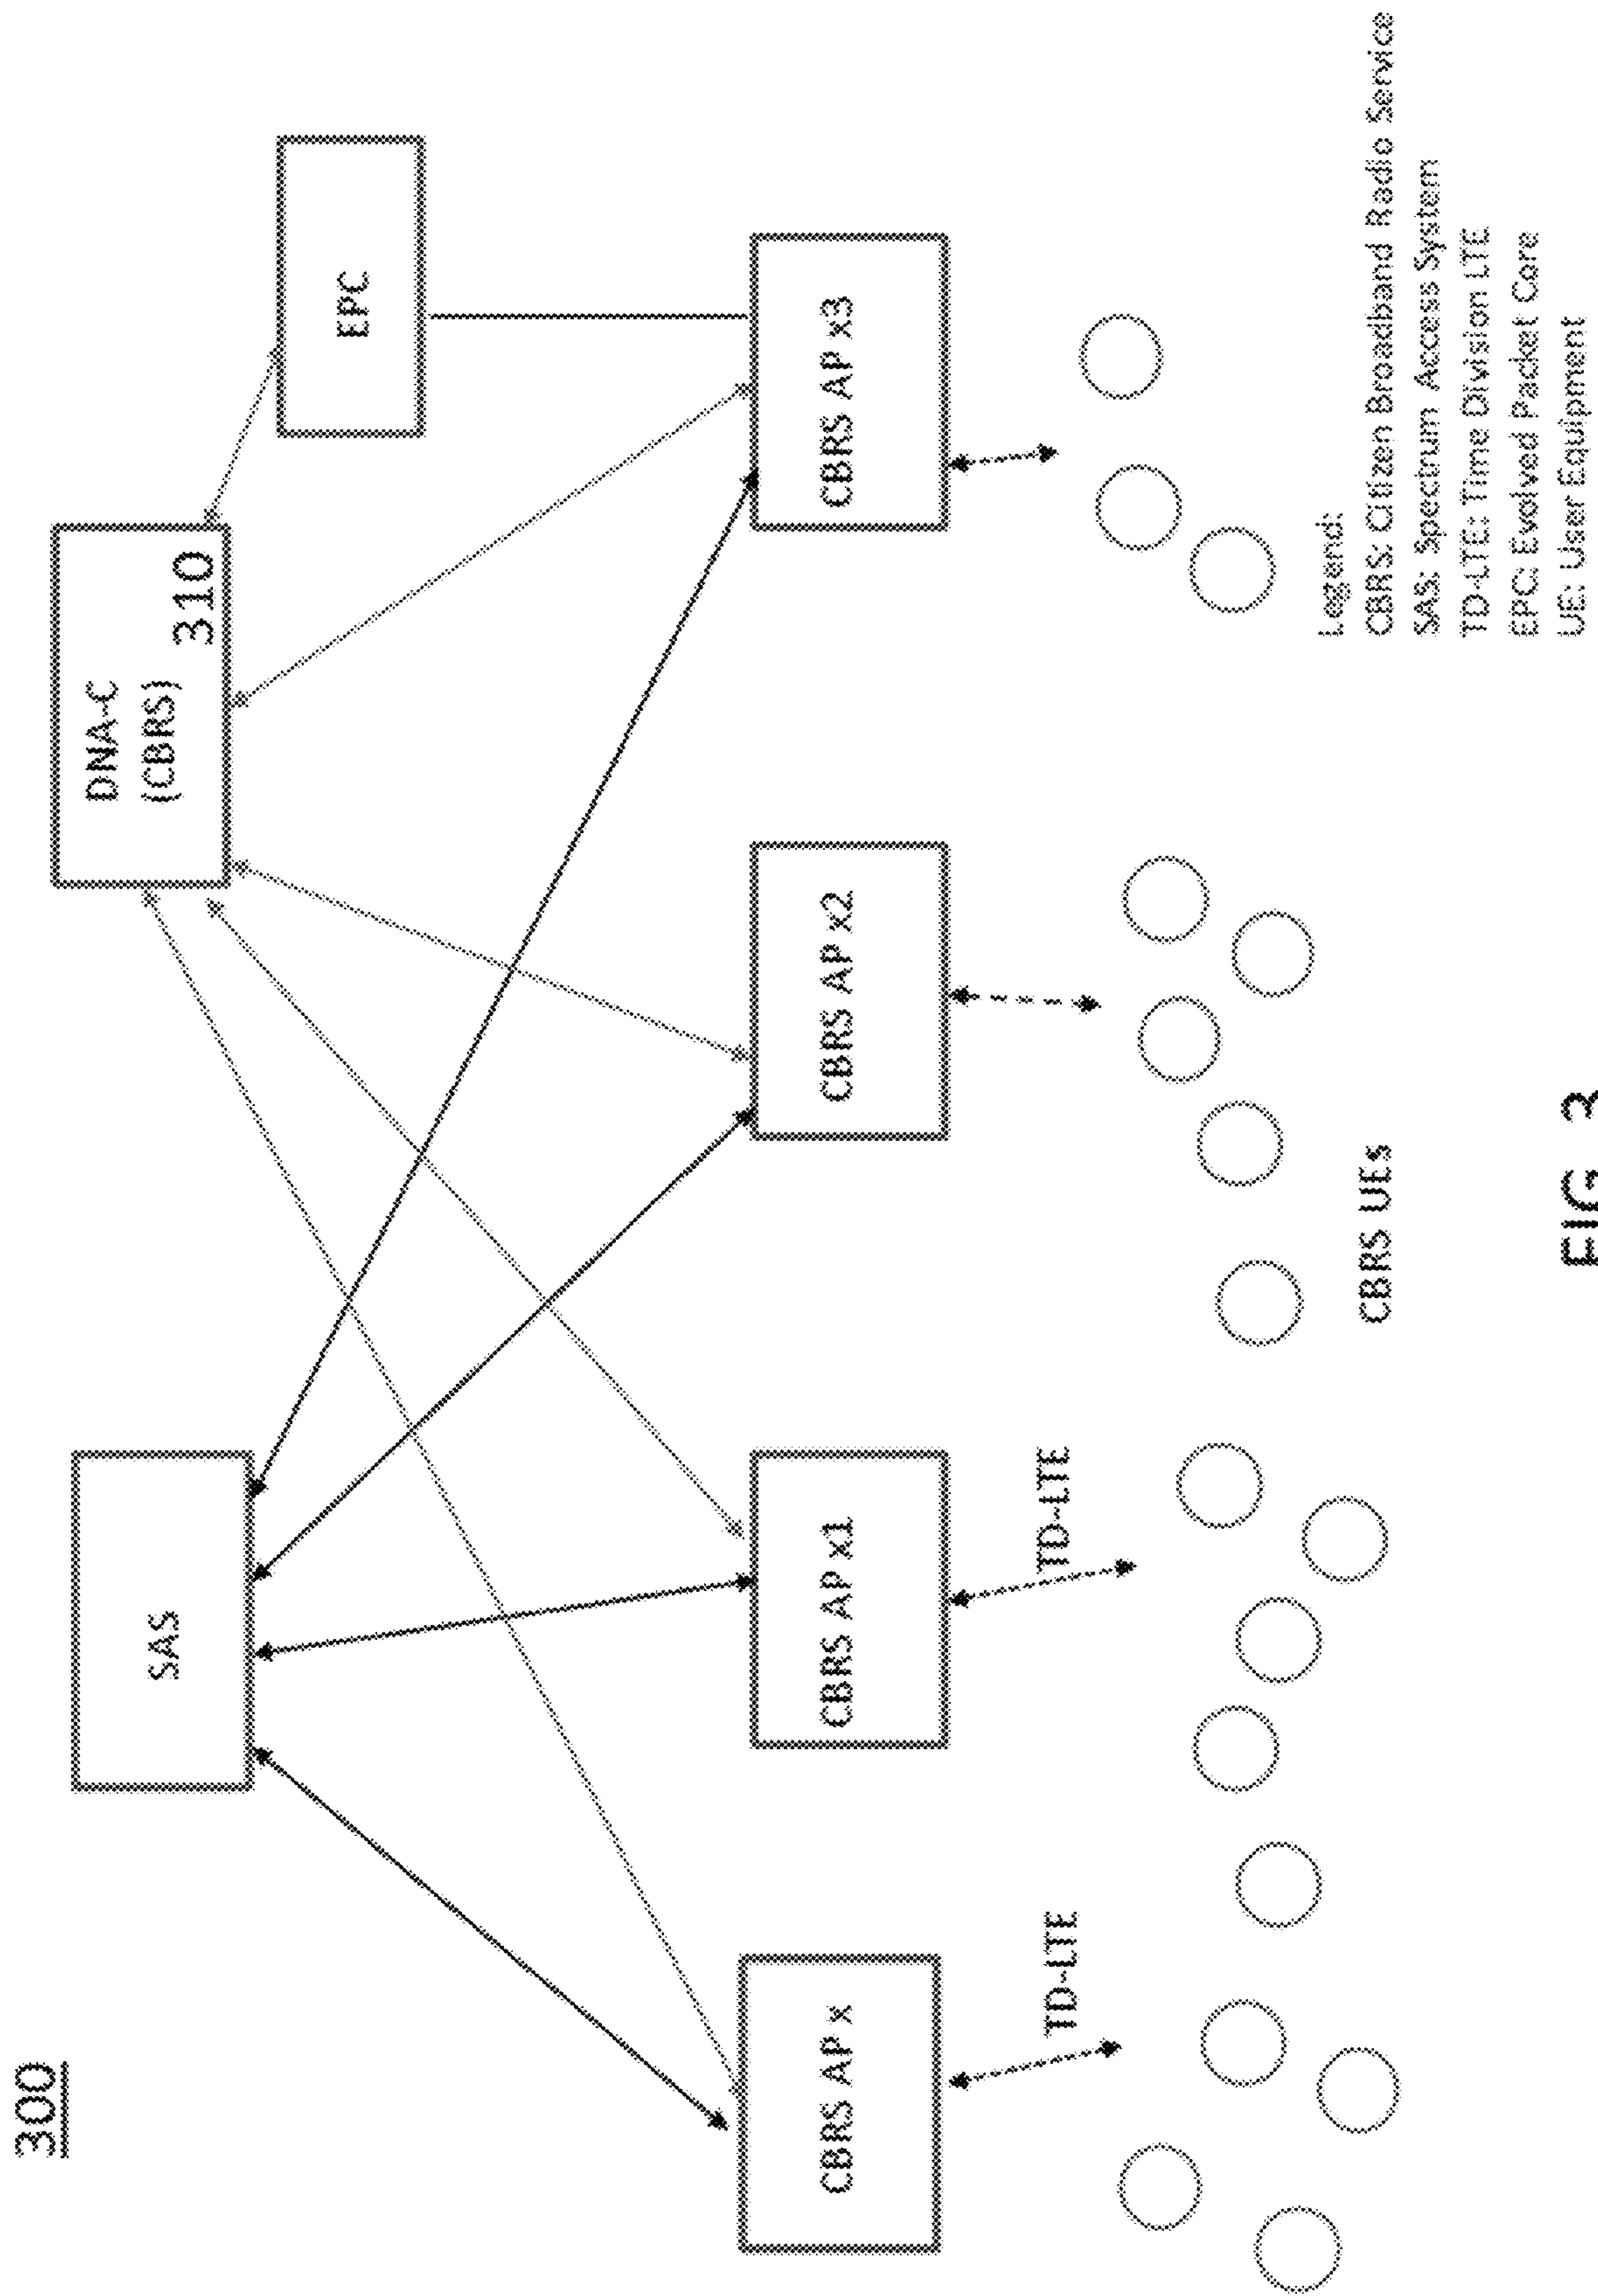 300
SAS
DNA-C
(CBRS)
310
EPC
CBRS AP x
CBRS AP x1
CBRS AP x2
CBRS AP x3
TD-LTE
TD-LTE
CBRS UEs
Legend:
CBRS: Citizen Broadband Radio Service
SAS: Spectrum Access System
TD-LTE: Time Division LTE
EPC: Evolved Packet Core
UE: User Equipment
FIG. 3